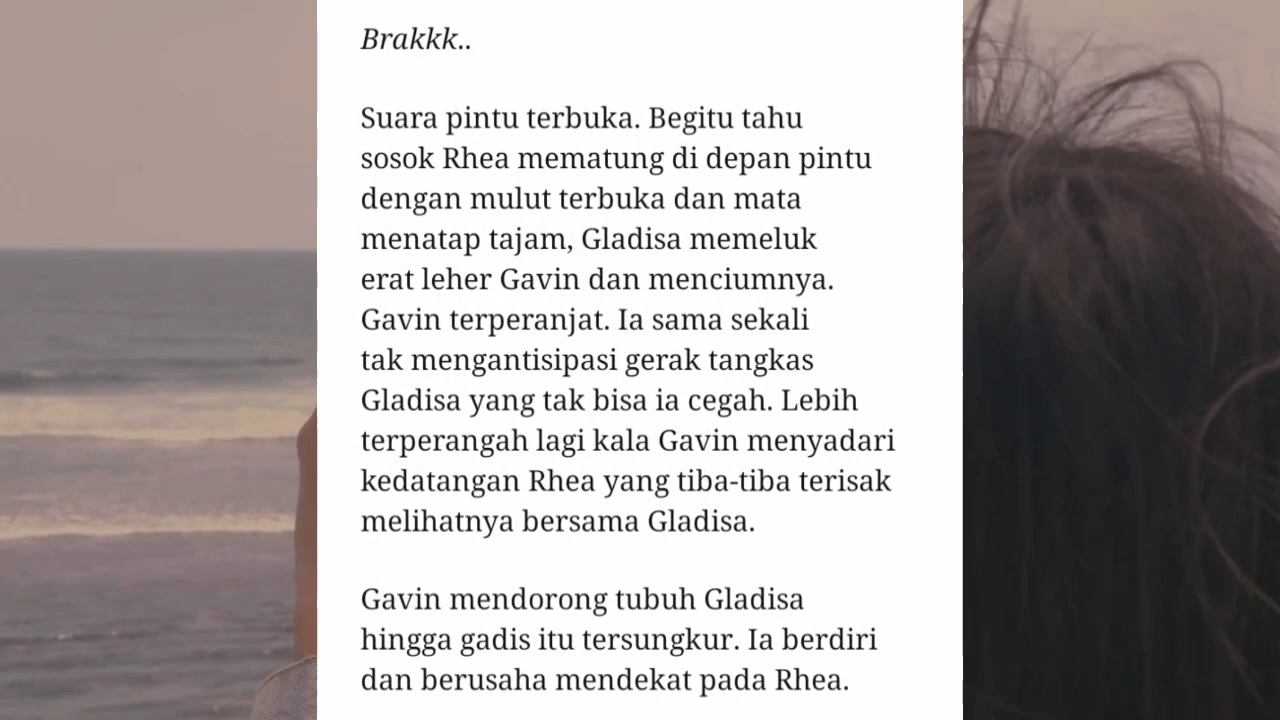 Brakkk..
Suara pintu terbuka. Begitu tahu
sosok Rhea mematung di depan pintu
dengan mulut terbuka dan mata
menatap tajam, Gladisa memeluk
erat leher Gavin dan menciumnya.
Gavin terperanjat. Ia sama sekali
tak mengantisipasi gerak tangkas
Gladisa yang tak bisa ia cegah. Lebih
terperangah lagi kala Gavin menyadari
kedatangan Rhea yang tiba-tiba terisak
melihatnya bersama Gladisa.
Gavin mendorong tubuh Gladisa
hingga gadis itu tersungkur. Ia berdiri
dan berusaha mendekat pada Rhea.